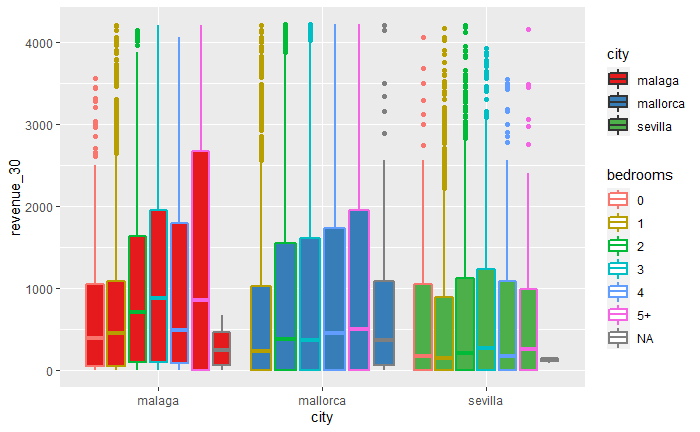 4000
3000
2000
1000
0
revenue_30
malaga
mallorca
sevilla
city
city
malaga
mallorca
sevilla
bedrooms
0
1
2
3
4
5+
NA